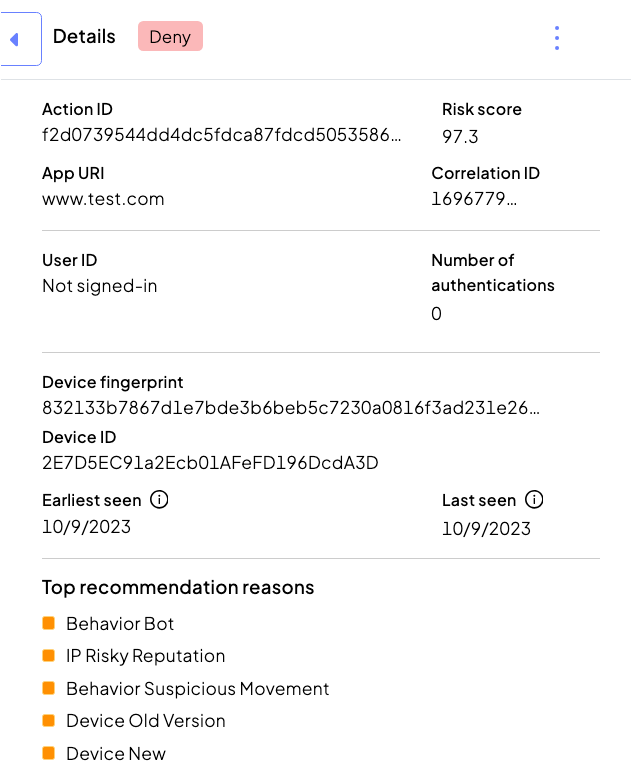 Details Deny
Action ID Risk score
f2d0739544dd4dc5fdca87fdcd5053586... 97.3
App URI Correlation ID
www.test.com 1696779...
User ID Number of
Not signed-in authentications
0
Device fingerprint
832133b7867d1e7bde3b6beb5c7230a0816f3ad231e26...
Device ID
2E7D5EC91a2Ecb01AFeFD196DcdA3D
Earliest seen Last seen
10/9/2023 10/9/2023
Top recommendation reasons
Behavior Bot
IP Risky Reputation
Behavior Suspicious Movement
Device Old Version
Device New